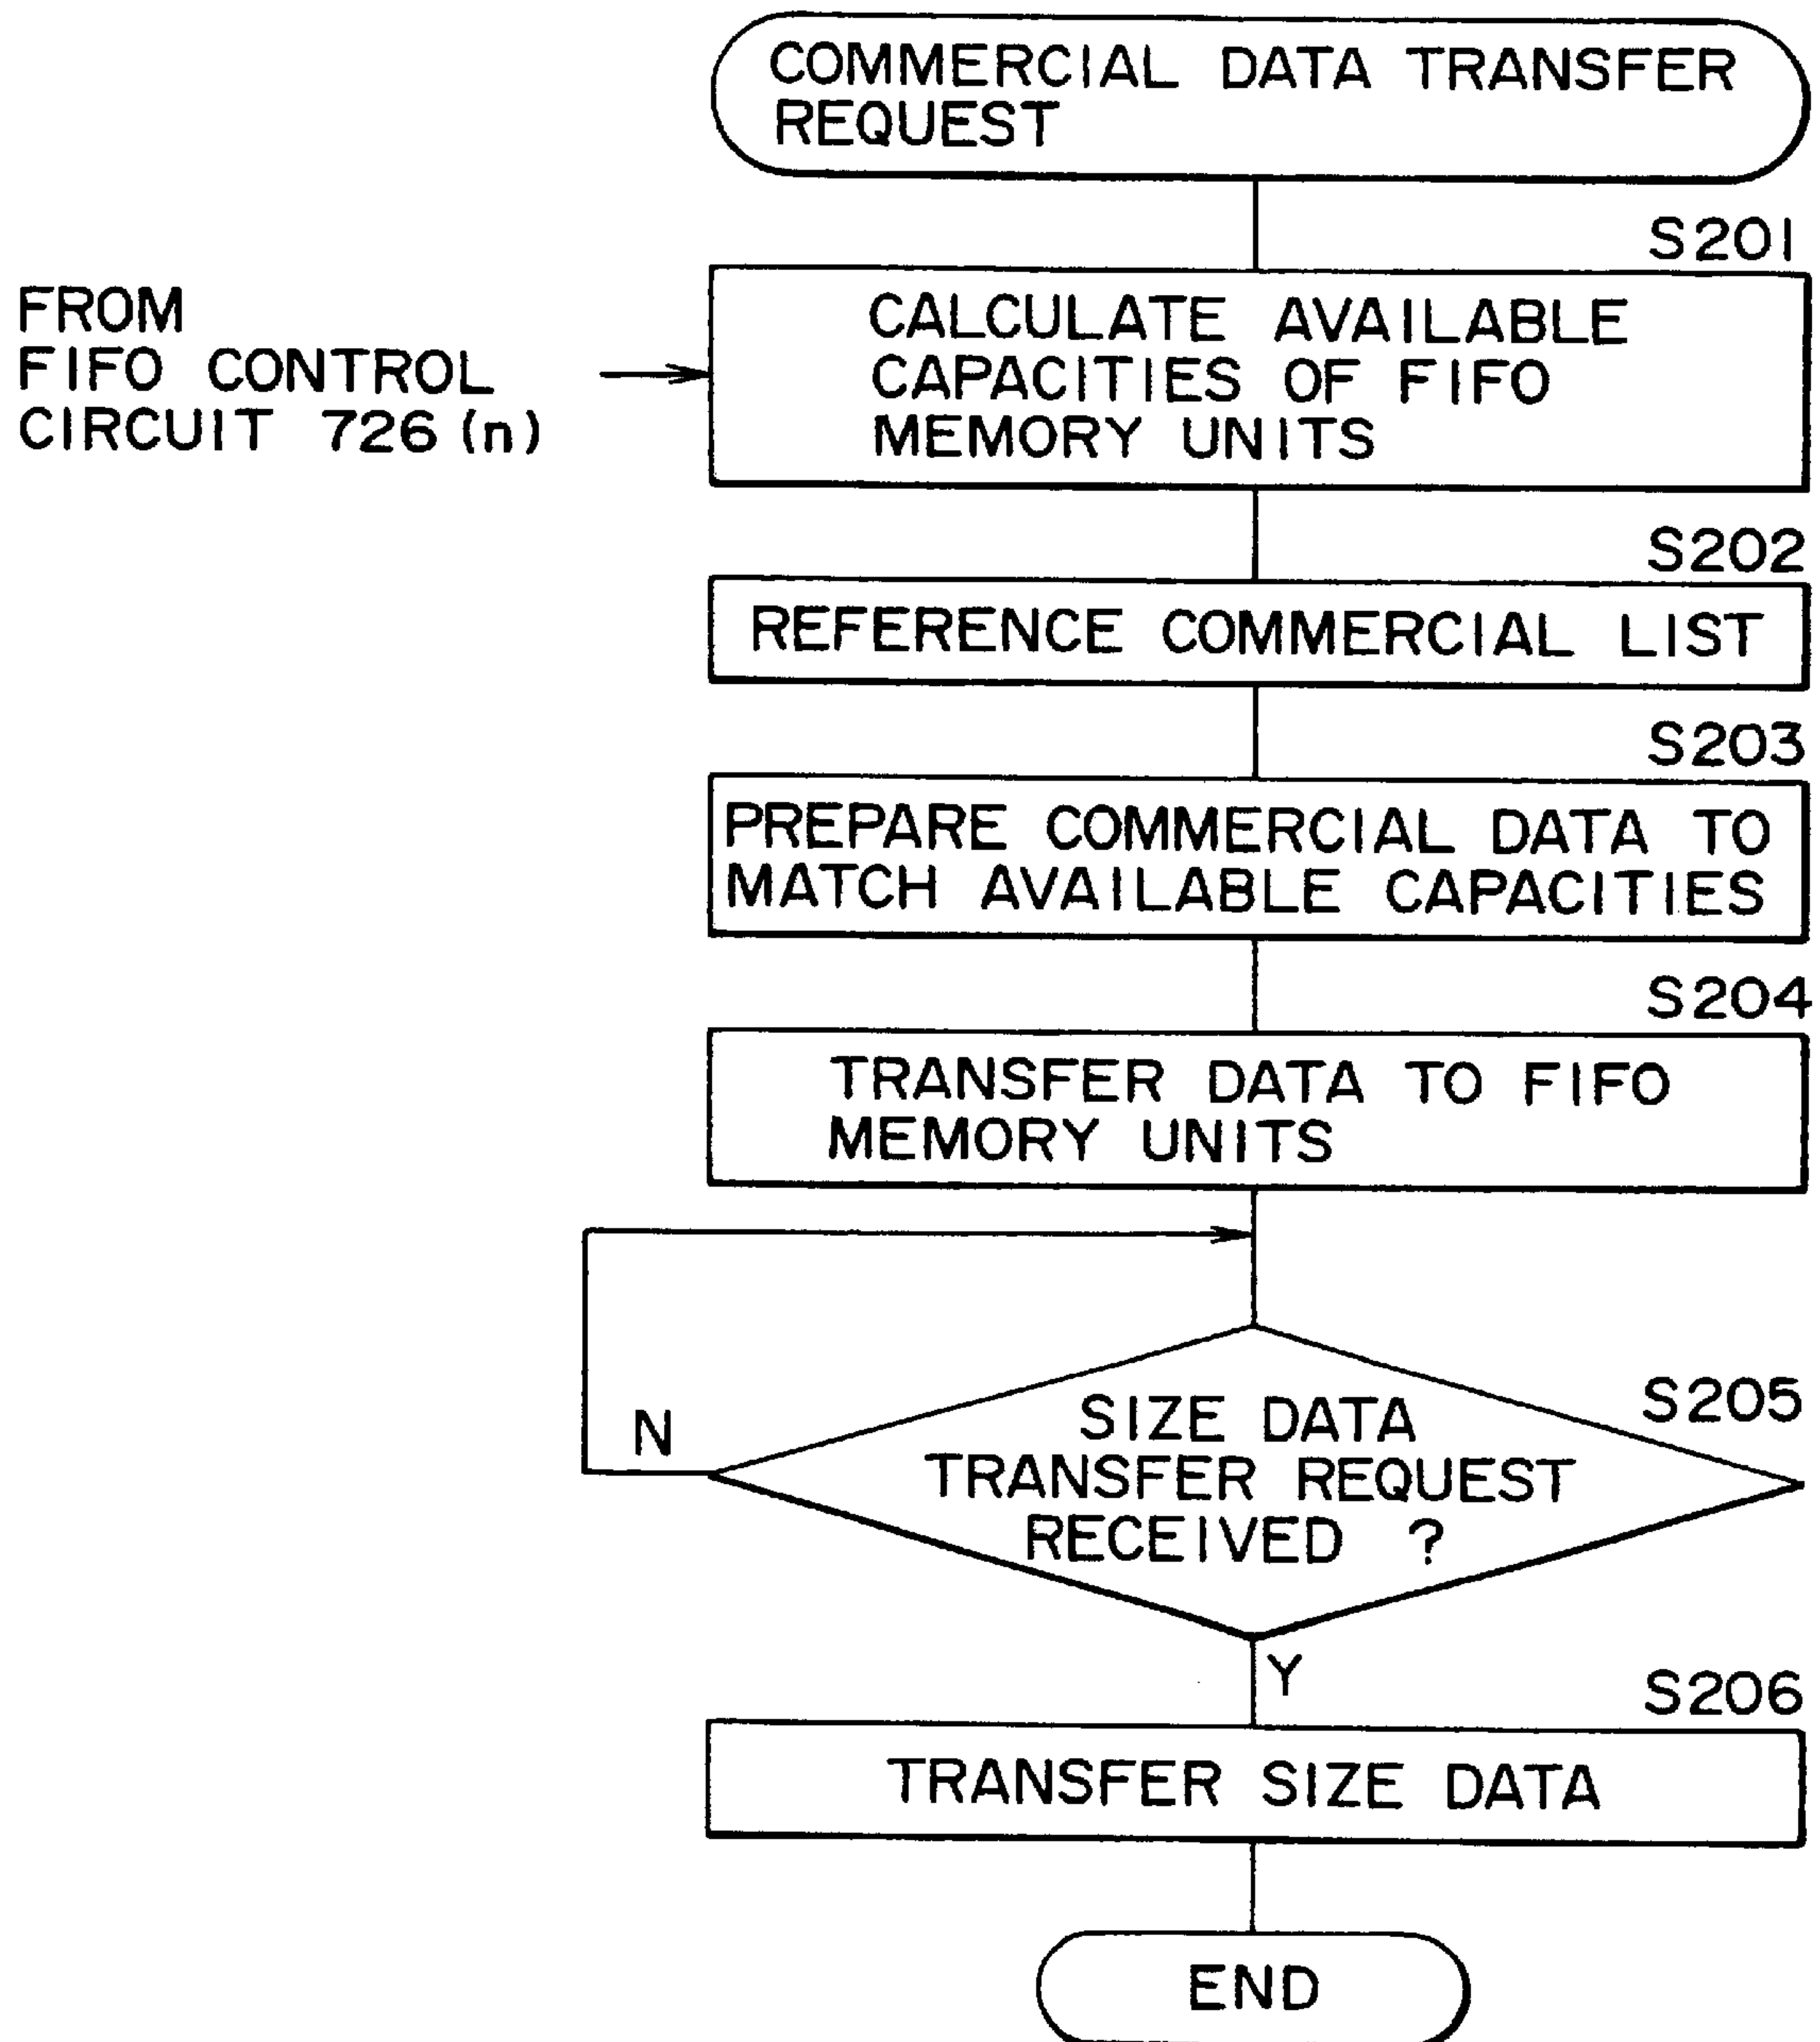 COMMERCIAL DATA TRANSFER
REQUEST
S201
FROM
FIFO CONTROL
CIRCUIT 726 (n)
CALCULATE AVAILABLE
CAPACITIES OF FIFO
MEMORY UNITS
S202
REFERENCE COMMERCIAL LIST
S203
PREPARE COMMERCIAL DATA TO
MATCH AVAILABLE CAPACITIES
S204
TRANSFER DATA TO FIFO
MEMORY UNITS
S205
N
SIZE DATA
TRANSFER REQUEST
RECEIVED ?
Y
S206
TRANSFER SIZE DATA
END